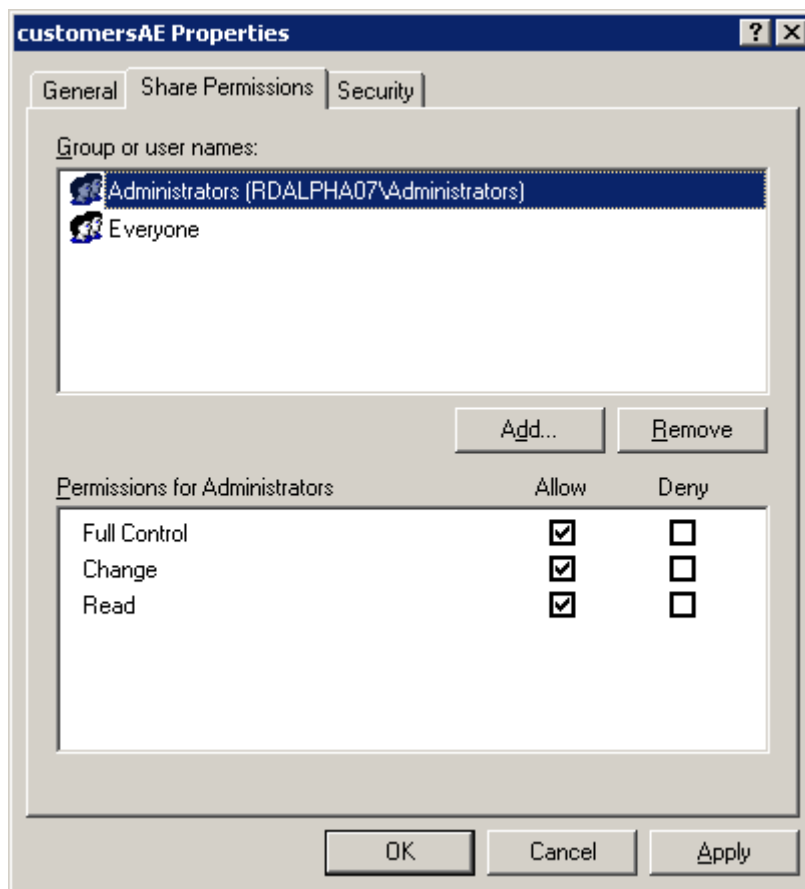 customersAE Properties
General Share Permissions Security
Group or user names:
Administrators (RDALPHA07\Administrators)
Everyone
Add... Remove
Permissions for Administrators Allow Deny
Full Control
Change
Read
OK Cancel Apply